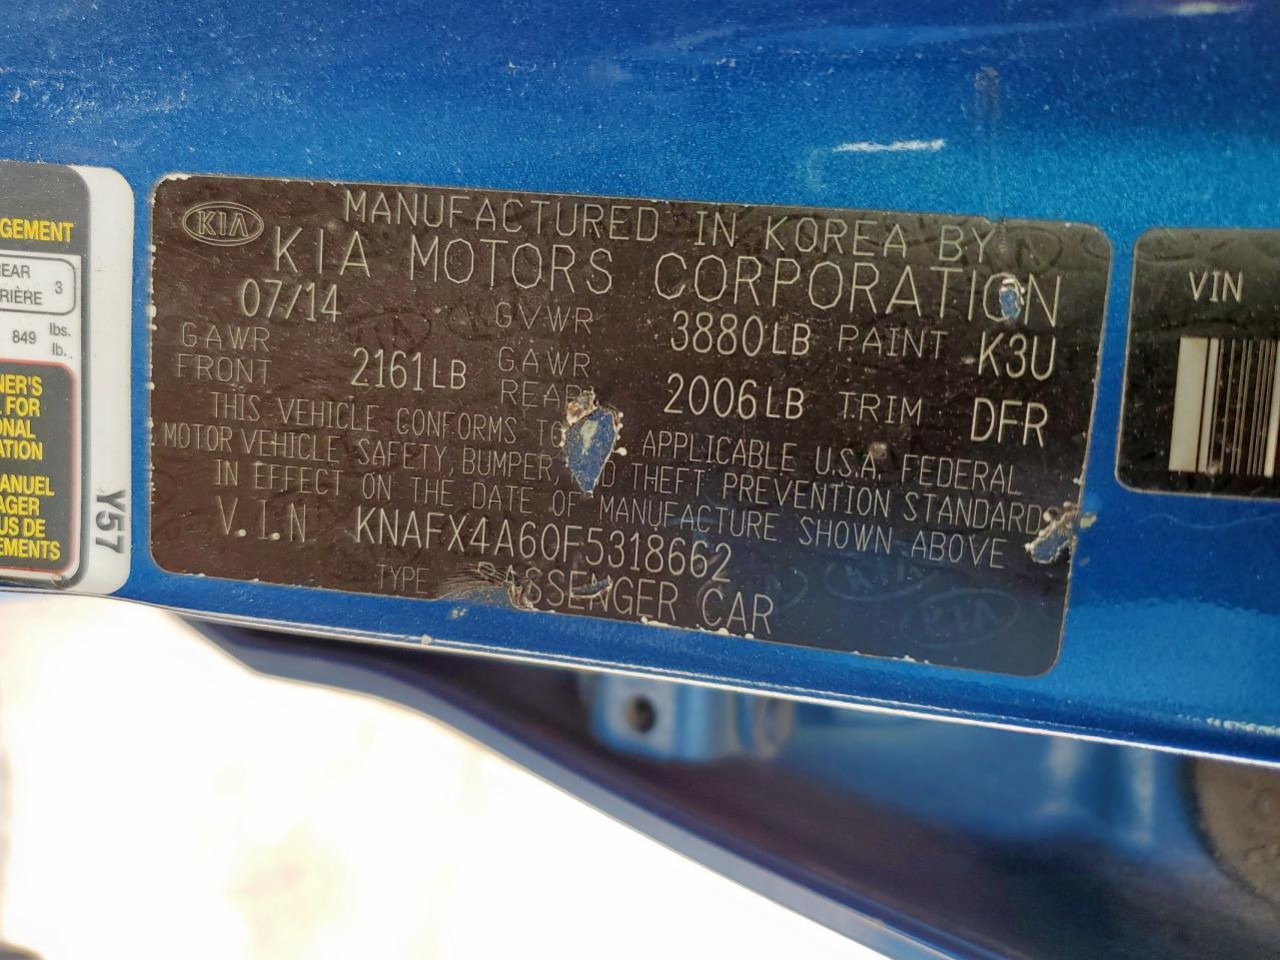 GEMENT
REAR
RIÈRE 3
849 lbs.
lb.
NER'S
L FOR
ONAL
ATION
ANUEL
AGER
US DE
EMENTS
Y57
KIA
MANUFACTURED IN KOREA BY
KIA MOTORS CORPORATION
07/14 GVWR 3880LB PAINT K3U
GAWR FRONT 2161LB GAWR REAR 2006LB TRIM DFR
THIS VEHICLE CONFORMS TO APPLICABLE U.S.A. FEDERAL
MOTOR VEHICLE SAFETY, BUMPER, D THEFT PREVENTION STANDARDS
IN EFFECT ON THE DATE OF MANUFACTURE SHOWN ABOVE
V.I.N KNAFX4A60F5318662
TYPE PASSENGER CAR
VIN